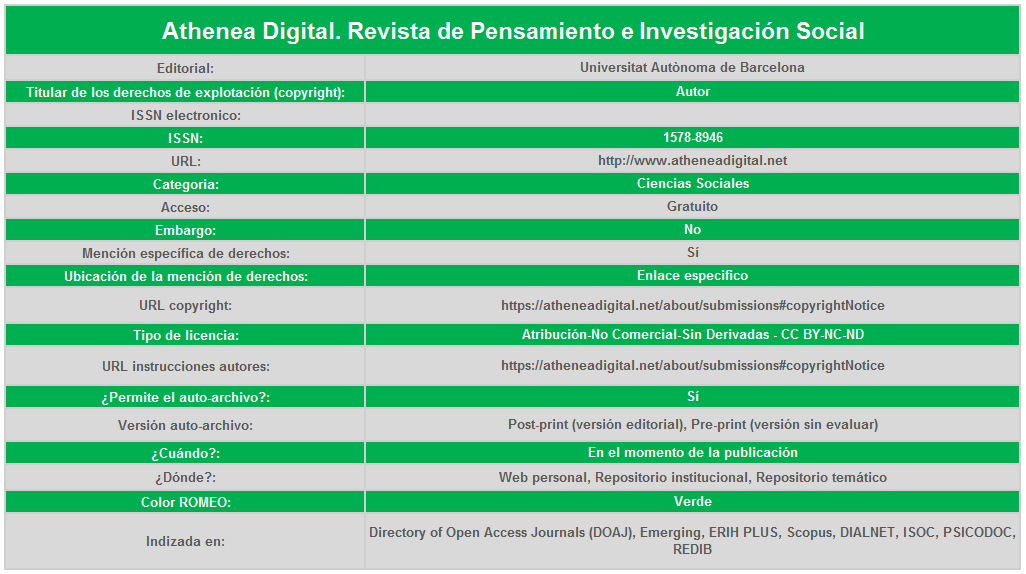 Athenea Digital. Revista de Pensamiento e Investigación Social
Editorial: Universitat Autònoma de Barcelona
Titular de los derechos de explotación (copyright): Autor
ISSN electronico:
ISSN: 1578-8946
URL: http://www.atheneadigital.net
Categoria: Ciencias Sociales
Acceso: Gratuito
Embargo: No
Mención específica de derechos: Sí
Ubicación de la mención de derechos: Enlace especifico
URL copyright: https://atheneadigital.net/about/submissions#copyrightNotice
Tipo de licencia: Atribución-No Comercial-Sin Derivadas - CC BY-NC-ND
URL instrucciones autores: https://atheneadigital.net/about/submissions#copyrightNotice
¿Permite el auto-archivo?: Sí
Versión auto-archivo: Post-print (versión editorial), Pre-print (versión sin evaluar)
¿Cuándo?: En el momento de la publicación
¿Dónde?: Web personal, Repositorio institucional, Repositorio temático
Color ROMEO: Verde
Indizada en: Directory of Open Access Journals (DOAJ), Emerging, ERIH PLUS, Scopus, DIALNET, ISOC, PSICODOC,
REDIB